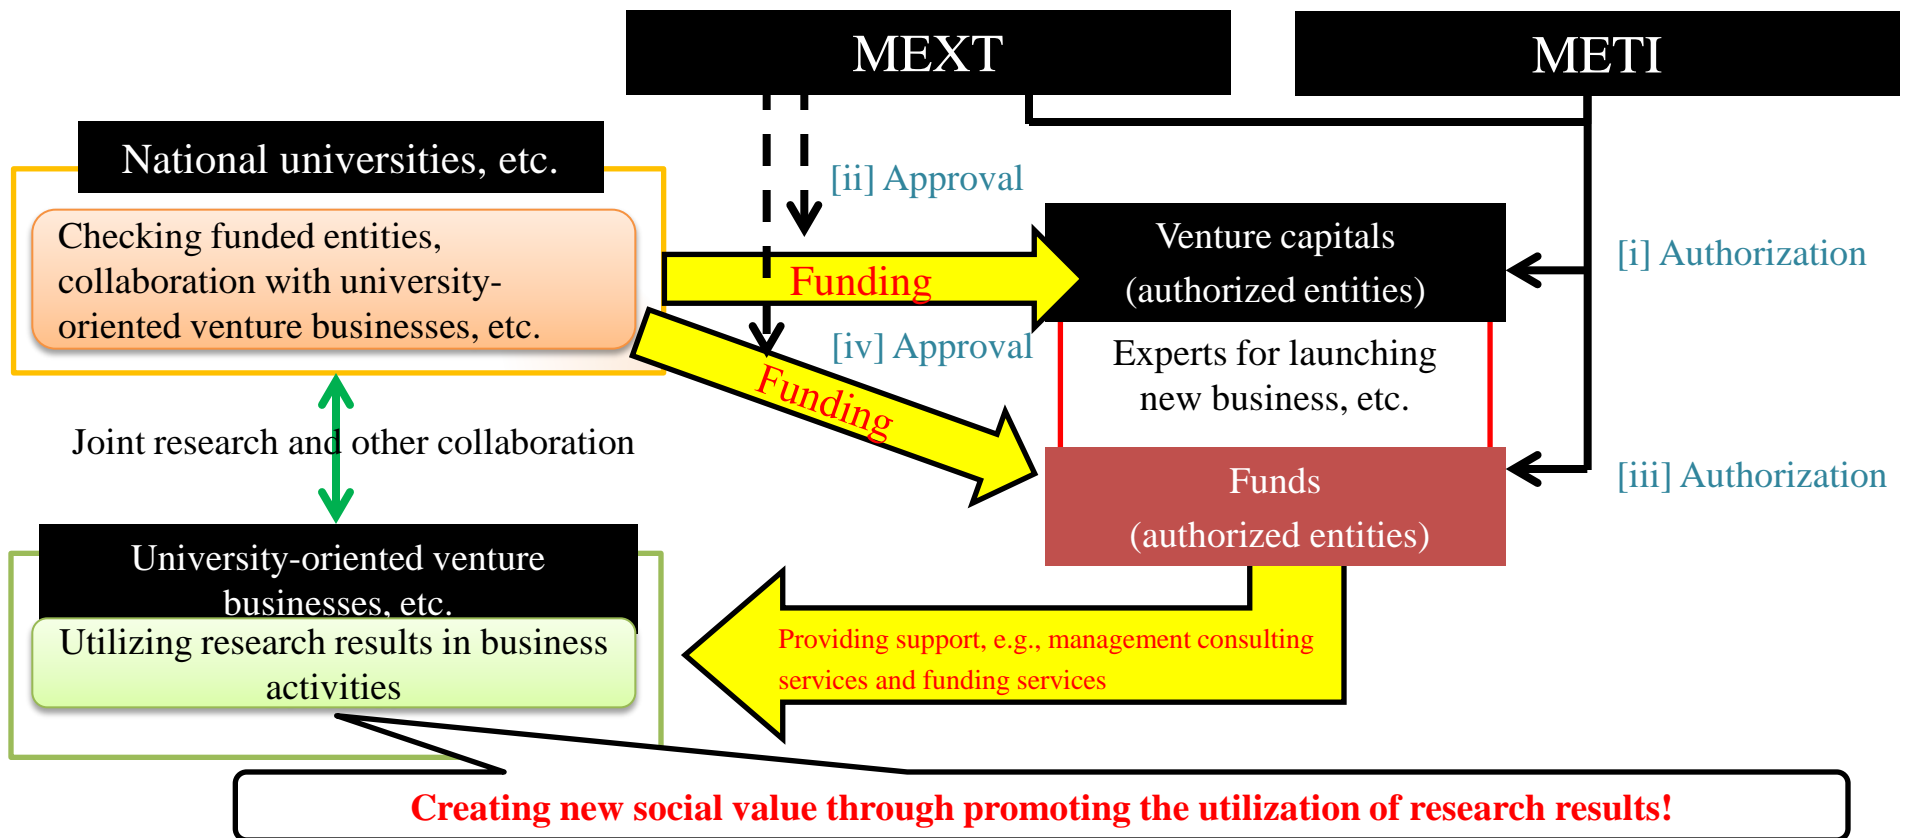 MEXT
METI
National universities, etc.
[ii] Approval
Checking funded entities,
collaboration with university-
oriented venture businesses, etc.
Funding
Venture capitals
(authorized entities)
[i] Authorization
[iv] Approval
Funding
Experts for launching
new business, etc.
Joint research and other collaboration
Funds
(authorized entities)
[iii] Authorization
University-oriented venture
businesses, etc.
Utilizing research results in business
activities
Providing support, e.g., management consulting
services and funding services
Creating new social value through promoting the utilization of research results!